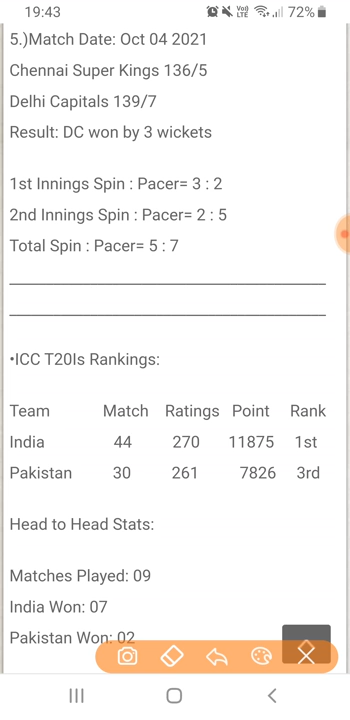 19:43 Vo)) LTE 72%
5.)Match Date: Oct 04 2021
Chennai Super Kings 136/5
Delhi Capitals 139/7
Result: DC won by 3 wickets
1st Innings Spin : Pacer= 3 : 2
2nd Innings Spin : Pacer= 2 : 5
Total Spin : Pacer= 5 : 7
•ICC T20Is Rankings:
Team Match Ratings Point Rank
India 44 270 11875 1st
Pakistan 30 261 7826 3rd
Head to Head Stats:
Matches Played: 09
India Won: 07
Pakistan Won: 02